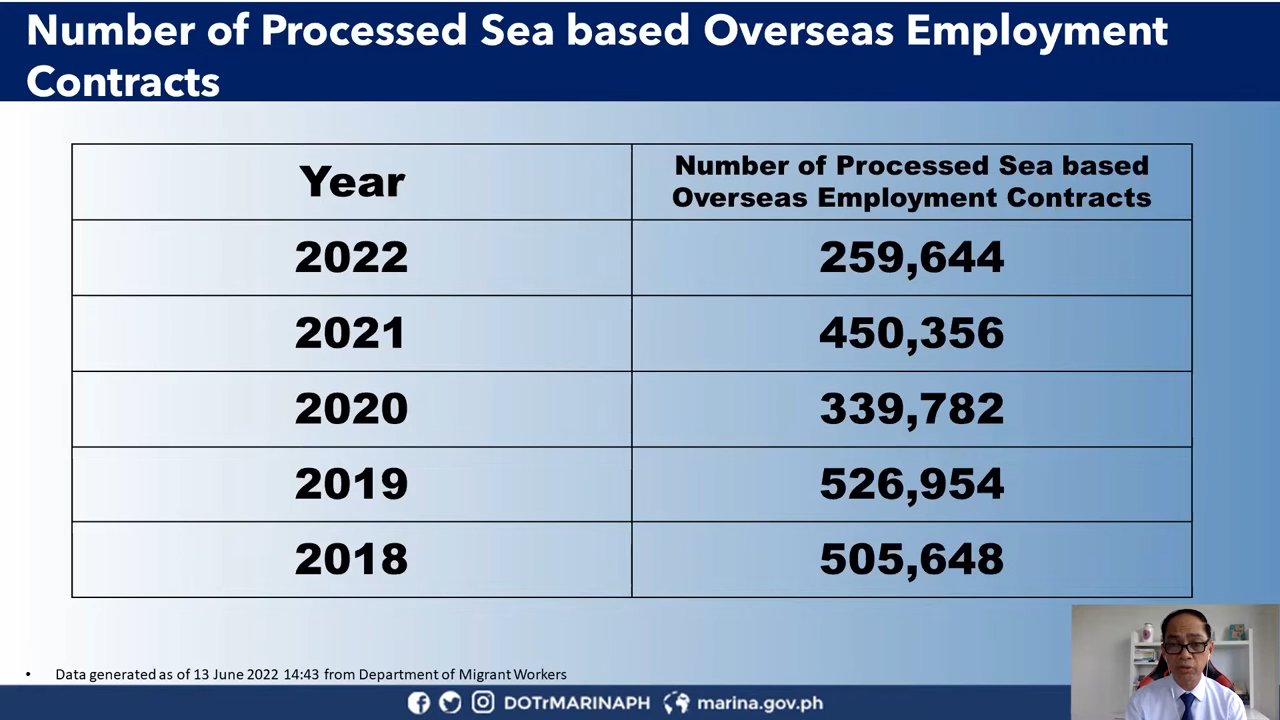 Number of Processed Sea based Overseas Employment
Contracts
Year
Number of Processed Sea based
Overseas Employment Contracts
2022 259,644
2021 450,356
2020 339,782
2019 526,954
2018 505,648
• Data generated as of 13 June 2022 14:43 from Department of Migrant Workers
DOTrMARINAPH marina.gov.ph